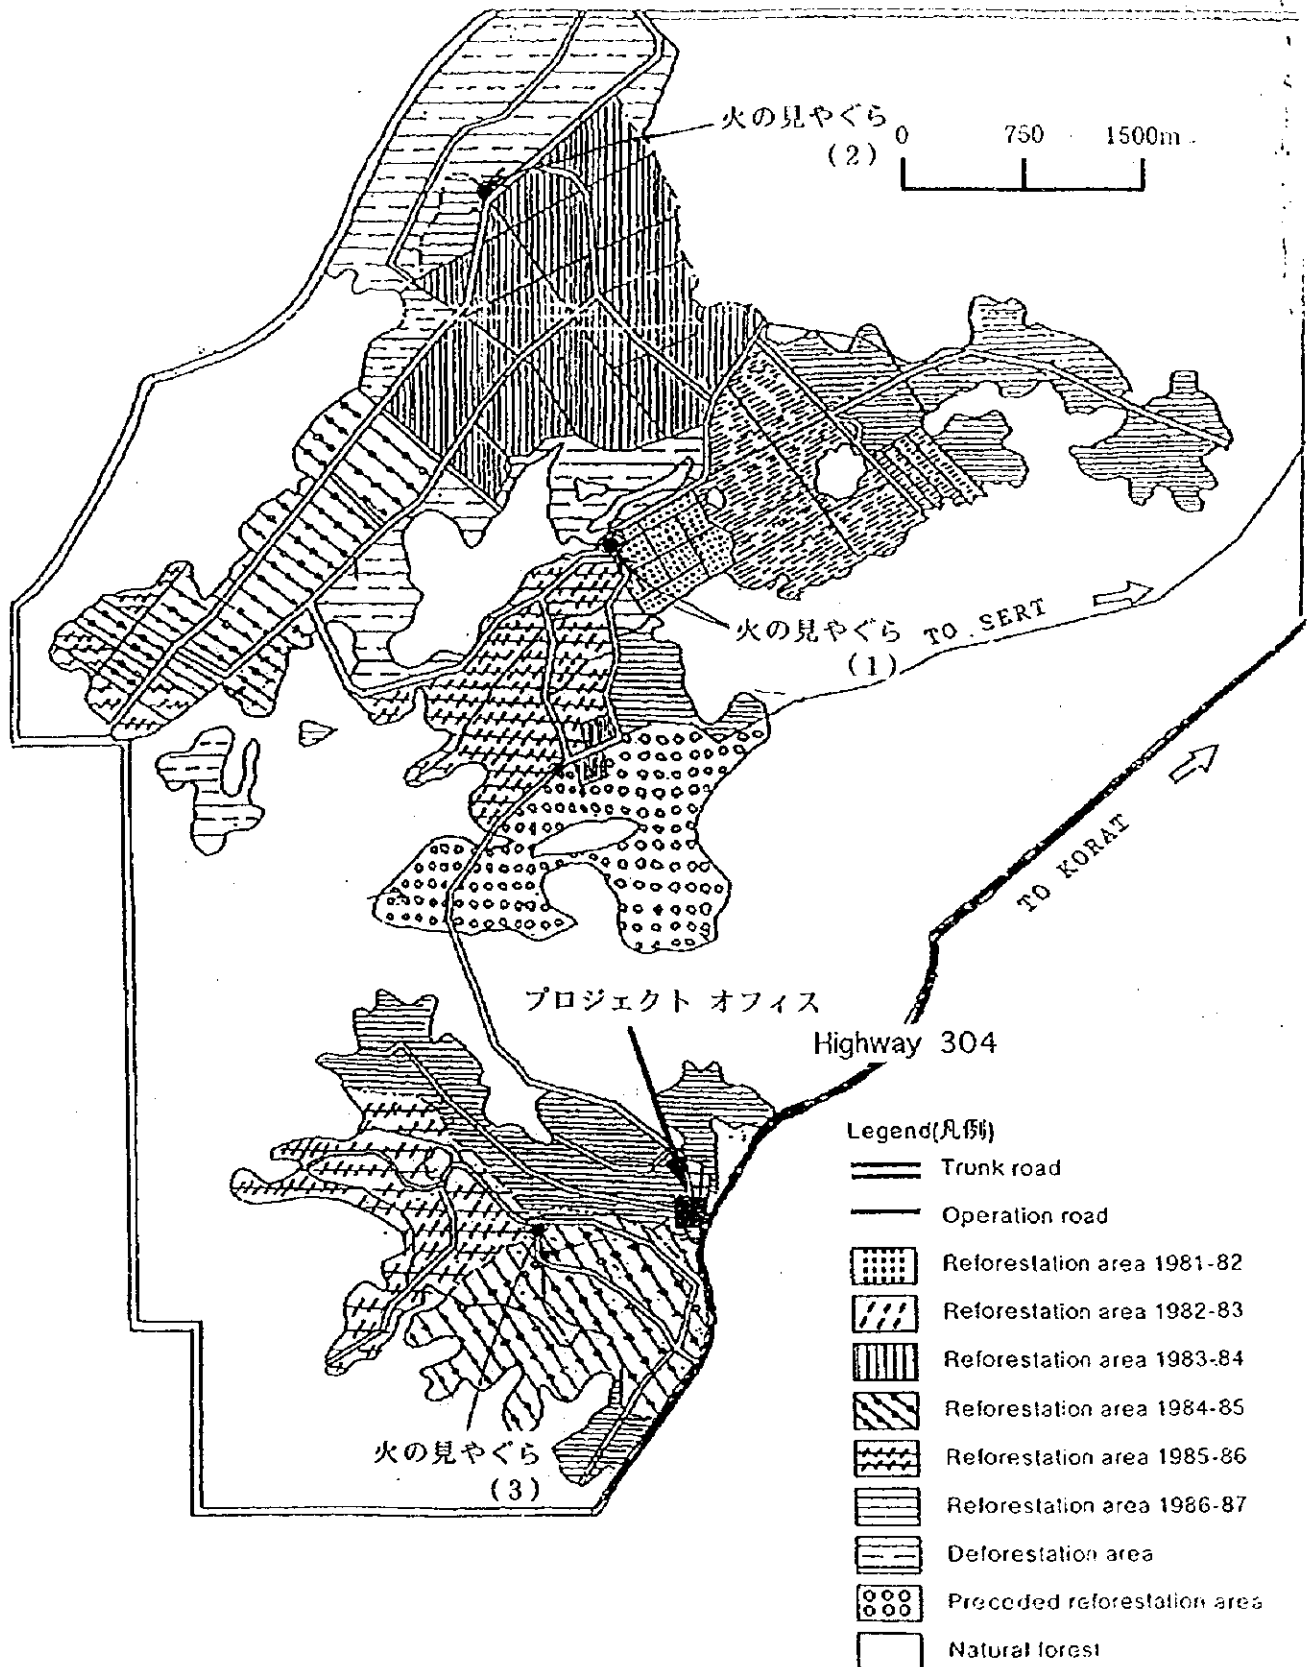 火の見やぐら
(2)
0 750 1500m
火の見やぐら
(1)
TO SERT
TO KORAT
プロジェクト オフィス
Highway 304
火の見やぐら
(3)
Legend(凡例)
Trunk road
Operation road
Reforestation area 1981-82
Reforestation area 1982-83
Reforestation area 1983-84
Reforestation area 1984-85
Reforestation area 1985-86
Reforestation area 1986-87
Deforestation area
Preceded reforestation area
Natural forest